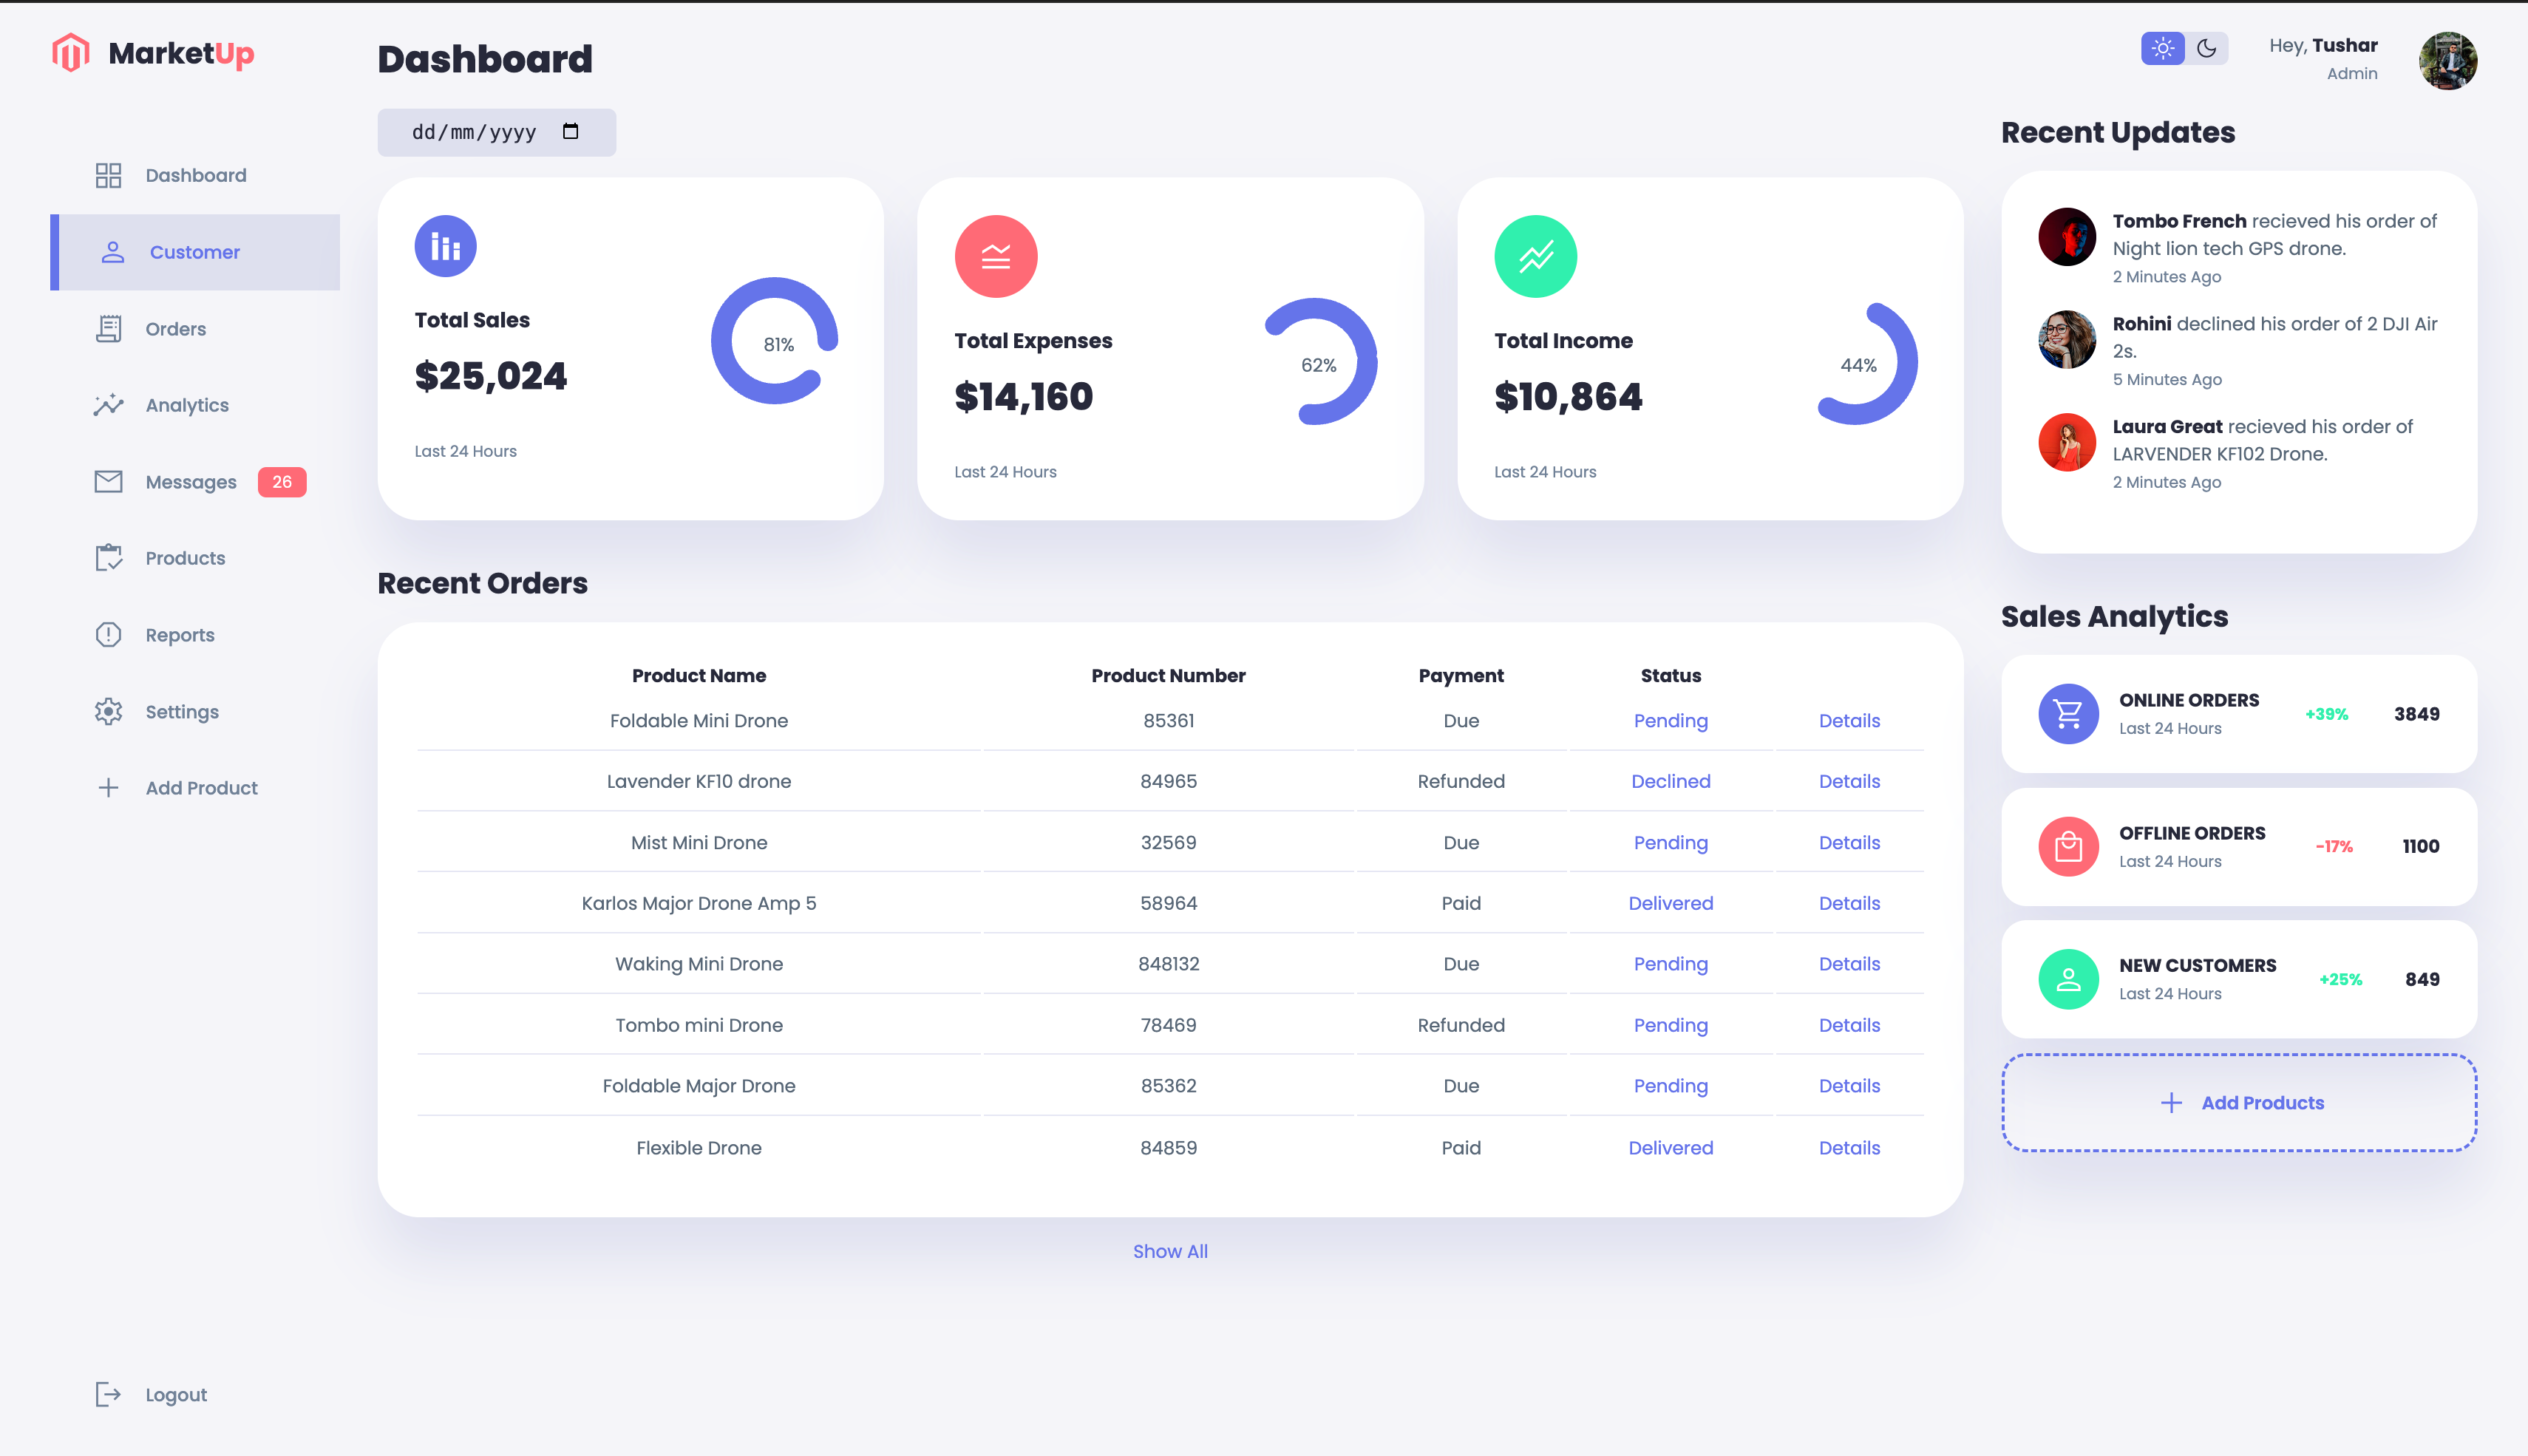 MarketUp
Dashboard
Customer
Orders
Analytics
Messages 26
Products
Reports
Settings
Add Product
Logout
Dashboard
dd/mm/yyyy
Total Sales
$25,024
81%
Last 24 Hours
Total Expenses
$14,160
62%
Last 24 Hours
Total Income
$10,864
44%
Last 24 Hours
Recent Orders
Product Name Product Number Payment Status
Foldable Mini Drone 85361 Due Pending Details
Lavender KF10 drone 84965 Refunded Declined Details
Mist Mini Drone 32569 Due Pending Details
Karlos Major Drone Amp 5 58964 Paid Delivered Details
Waking Mini Drone 848132 Due Pending Details
Tombo mini Drone 78469 Refunded Pending Details
Foldable Major Drone 85362 Due Pending Details
Flexible Drone 84859 Paid Delivered Details
Show All
Hey, Tushar
Admin
Recent Updates
Tombo French recieved his order of
Night lion tech GPS drone.
2 Minutes Ago
Rohini declined his order of 2 DJI Air
2s.
5 Minutes Ago
Laura Great recieved his order of
LARVENDER KF102 Drone.
2 Minutes Ago
Sales Analytics
ONLINE ORDERS
Last 24 Hours
+39% 3849
OFFLINE ORDERS
Last 24 Hours
-17% 1100
NEW CUSTOMERS
Last 24 Hours
+25% 849
Add Products